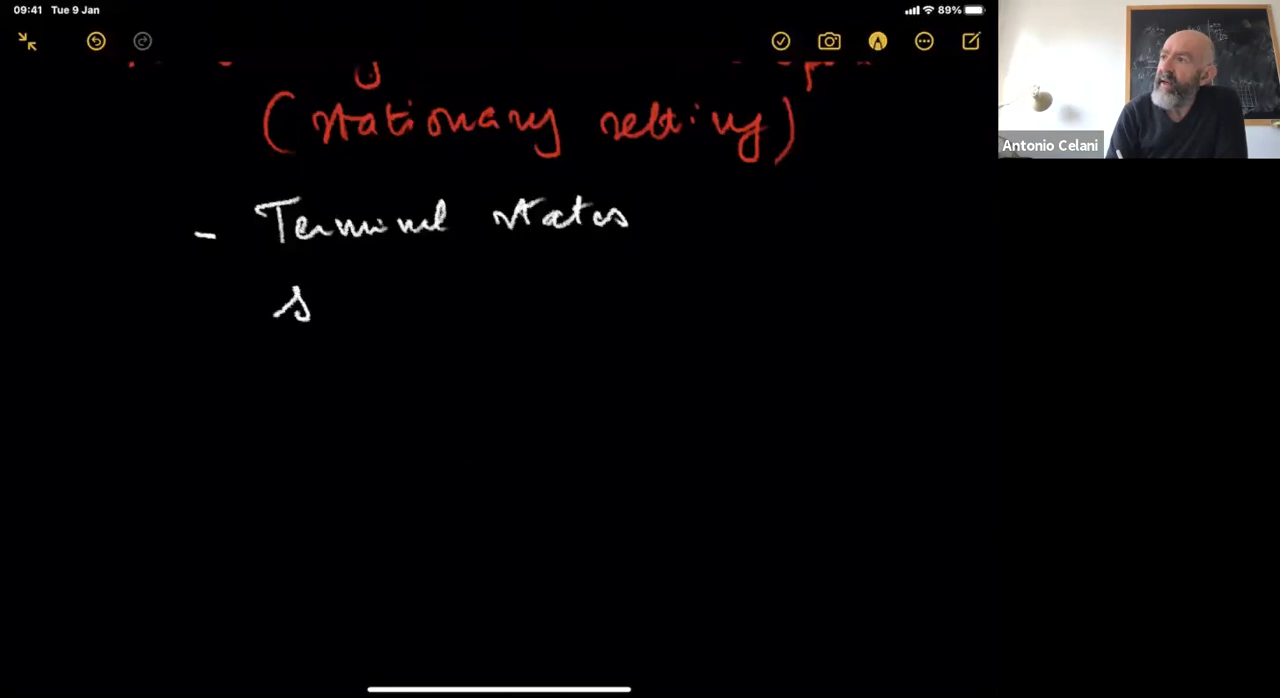 09:41 Tue 9 Jan 89%
(stationary setting)
- Terminal states
s
Antonio Celani